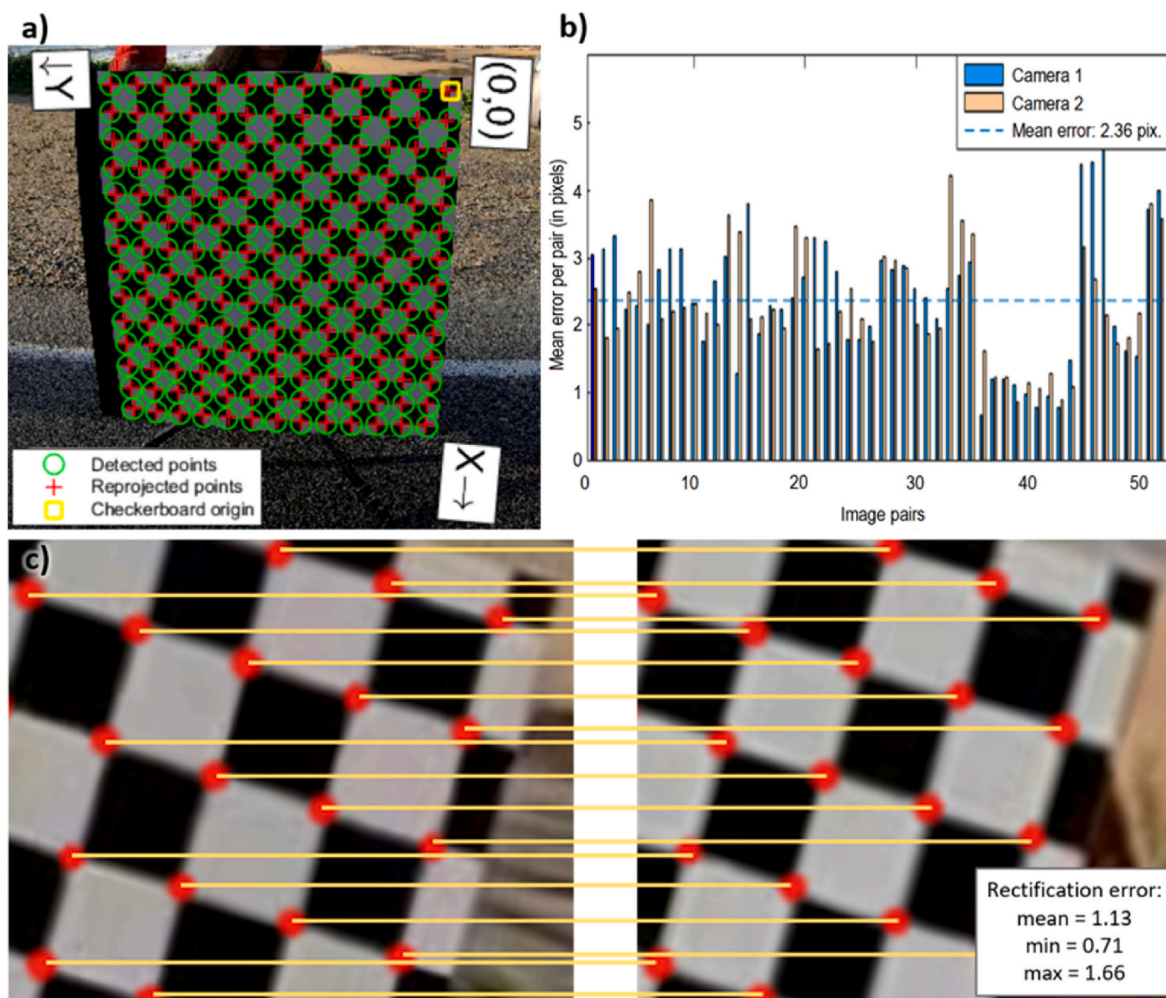 a)
↓Y
(0,0)
X→
Detected points
Reprojected points
Checkerboard origin
b)
Camera 1
Camera 2
Mean error: 2.36 pix.
Mean error per pair (in pixels)
5
4
3
2
1
0
0 10 20 30 40 50
Image pairs
c)
Rectification error:
mean = 1.13
min = 0.71
max = 1.66